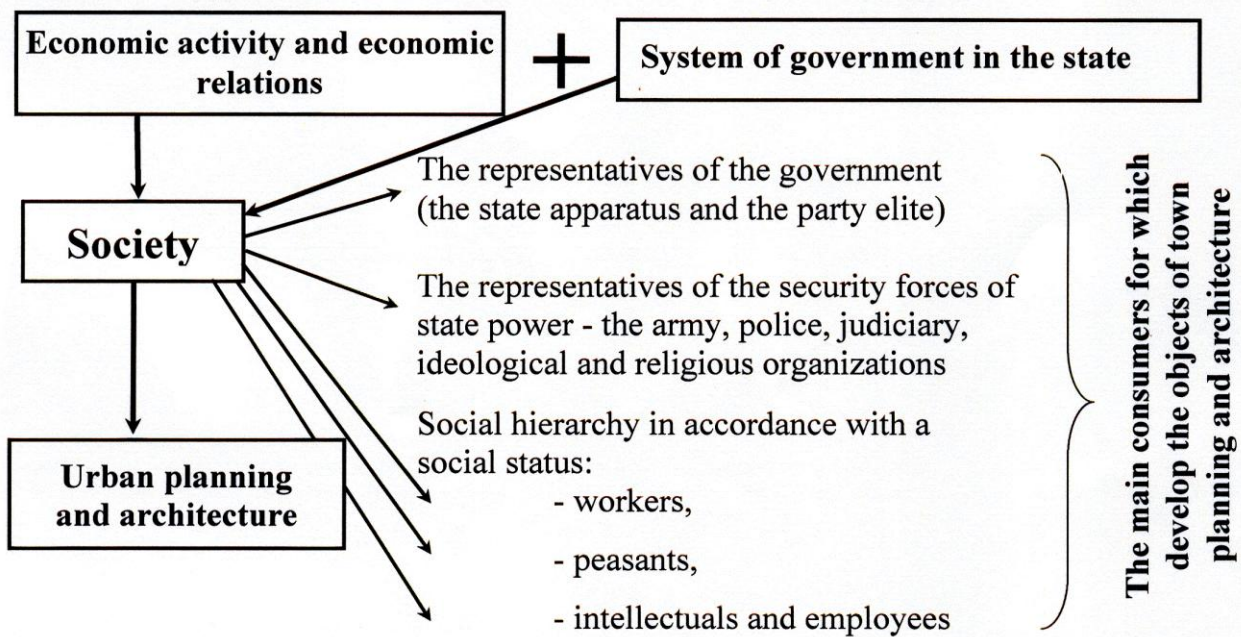 Economic activity and economic
relations
+
System of government in the state
Society
The representatives of the government
(the state apparatus and the party elite)
The representatives of the security forces of
state power - the army, police, judiciary,
ideological and religious organizations
Social hierarchy in accordance with a
social status:
- workers,
- peasants,
- intellectuals and employees
Urban planning
and architecture
The main consumers for which
develop the objects of town
planning and architecture